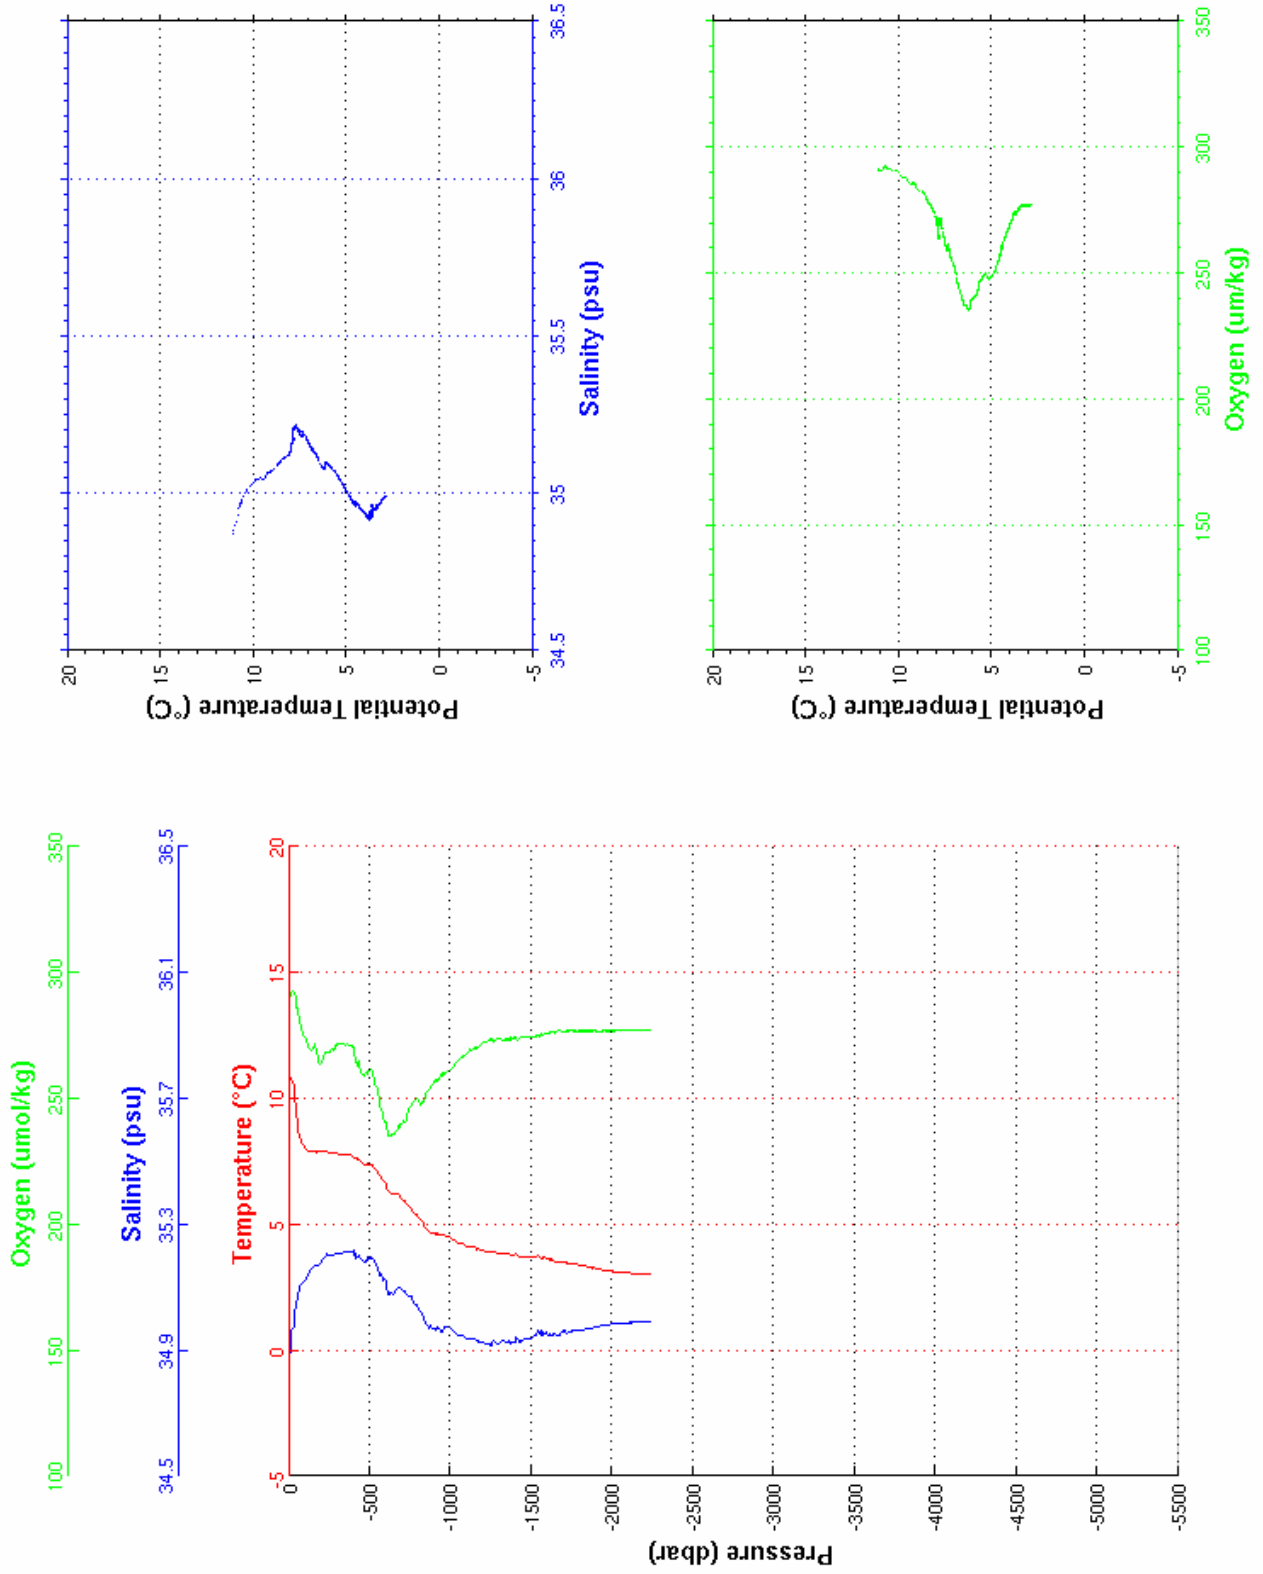 Oxygen (umol/kg)
100 150 200 250 300 350
Salinity (psu)
34.5 34.9 35.3 35.7 36.1 36.5
Temperature (°C)
-5 0 5 10 15 20
0
-500
-1000
-1500
-2000
-2500
-3000
-3500
-4000
-4500
-5000
-5500
Pressure (dbar)
20
15
10
5
0
-5
Potential Temperature (°C)
34.5 35 35.5 36 36.5
Salinity (psu)
20
15
10
5
0
-5
Potential Temperature (°C)
100 150 200 250 300 350
Oxygen (um/kg)